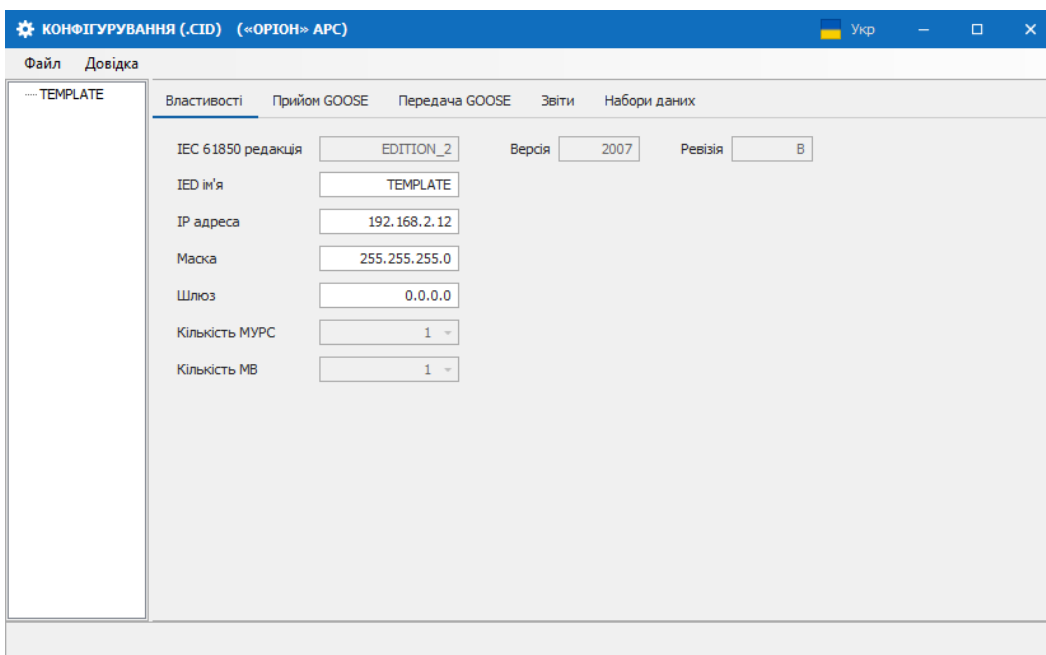 КОНФІГУРУВАННЯ (.CID) («ОРІОН» АРС) Укр
Файл Довідка
TEMPLATE
Властивості Прийом GOOSE Передача GOOSE Звіти Набори даних
IEC 61850 редакція EDITION_2 Версія 2007 Ревізія B
IED ім'я TEMPLATE
IP адреса 192.168.2.12
Маска 255.255.255.0
Шлюз 0.0.0.0
Кількість МУРС 1
Кількість МВ 1